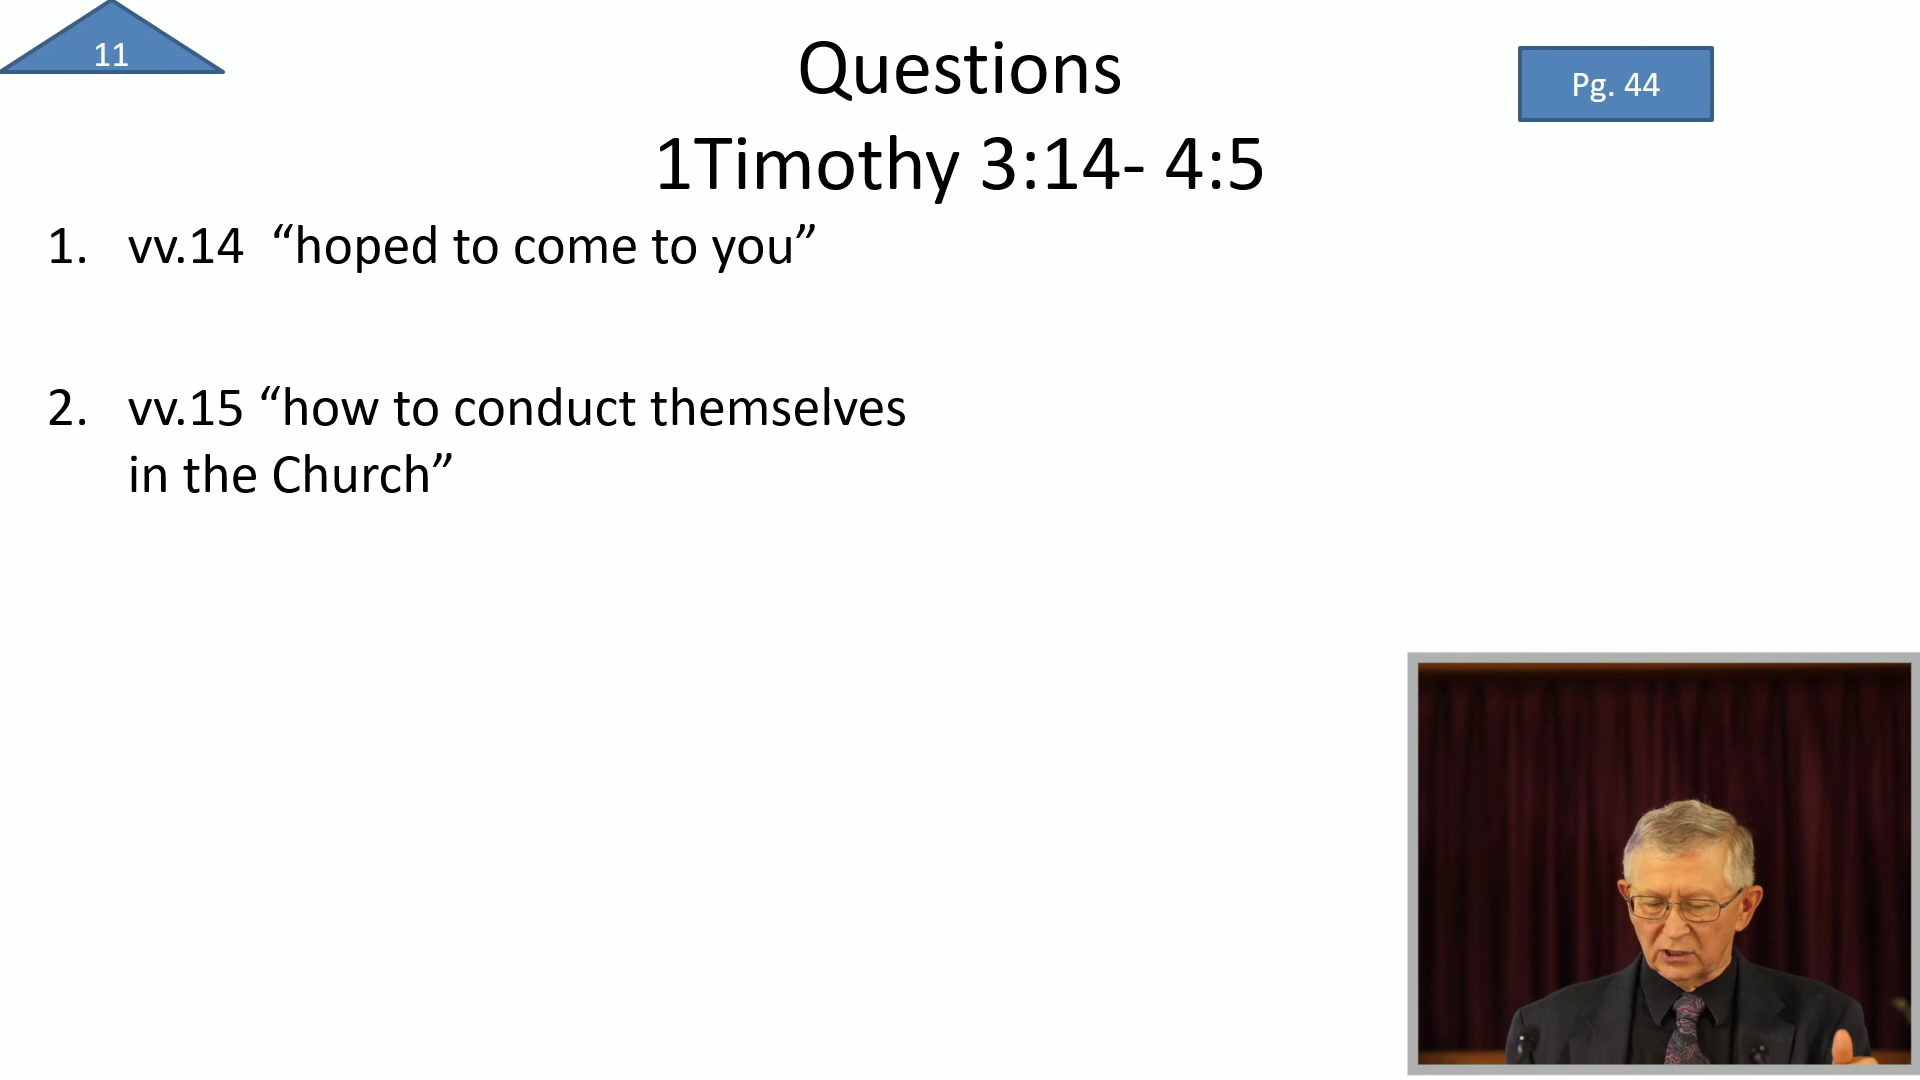 11
Questions
Pg. 44
1Timothy 3:14- 4:5
1. vv.14 “hoped to come to you”
2. vv.15 “how to conduct themselves
in the Church”